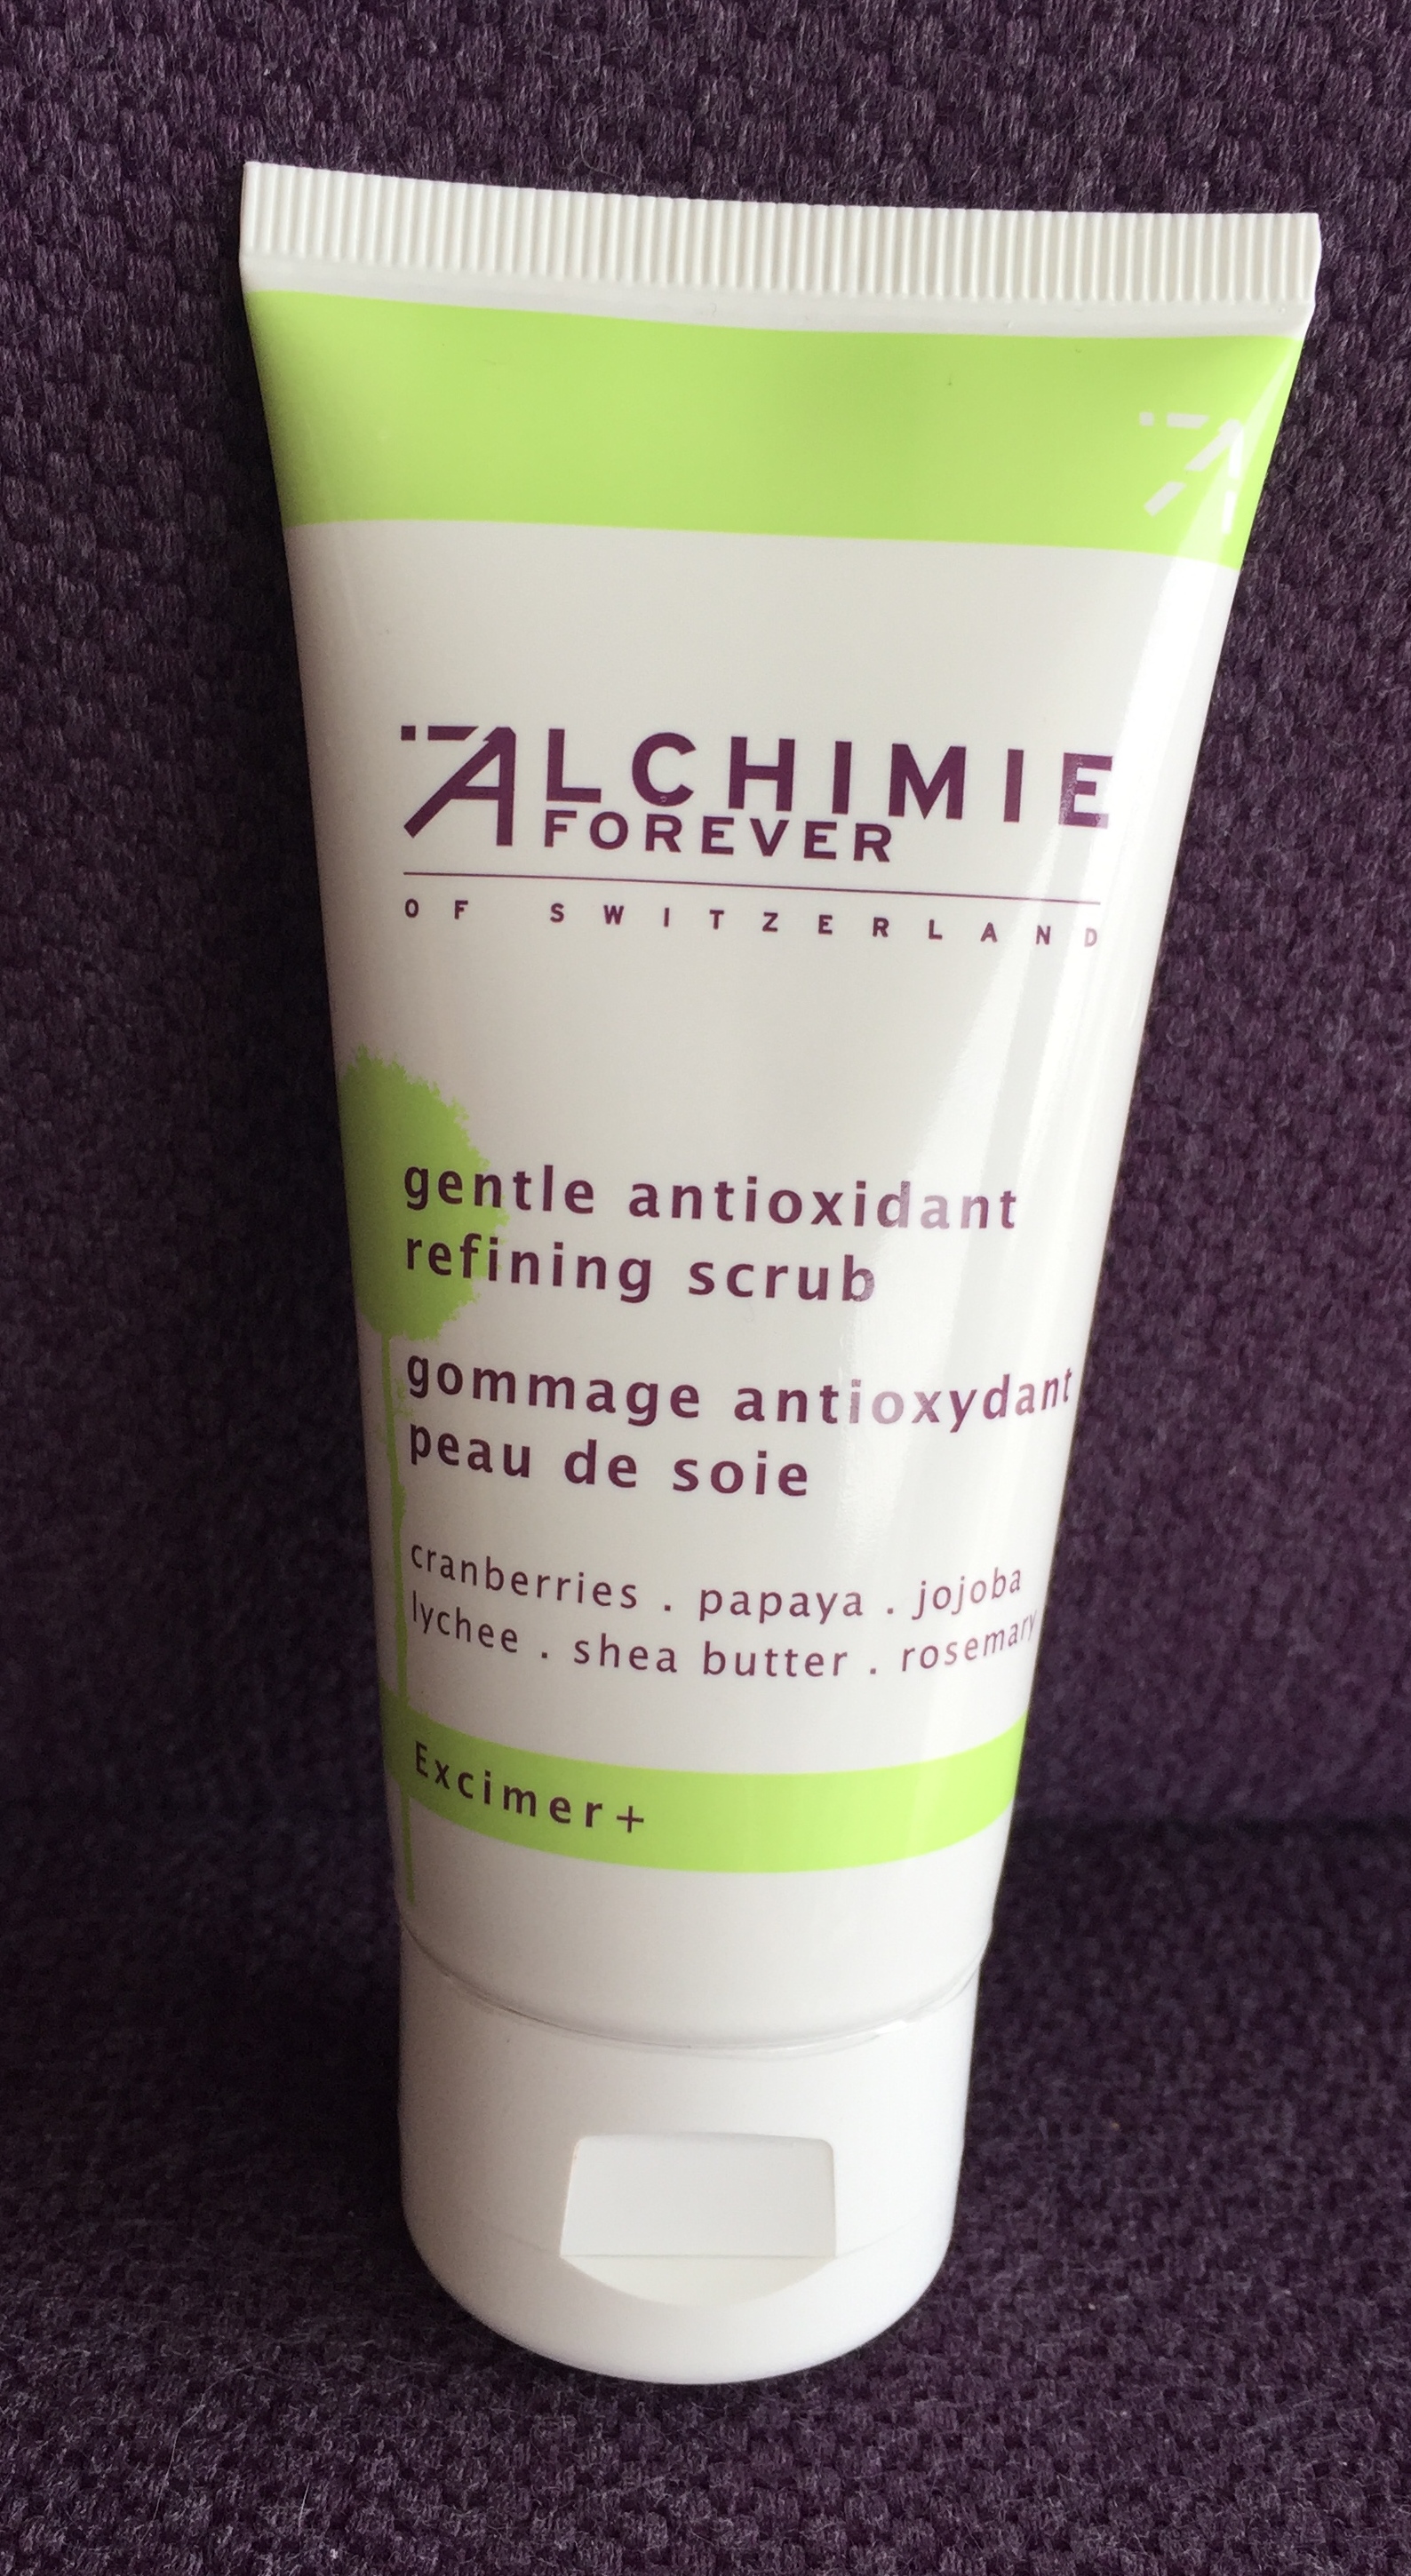 ALCHIMIE
FOREVER
OF SWITZERLAND
gentle antioxidant
refining scrub
gommage antioxydant
peau de soie
cranberries . papaya . jojoba
lychee . shea butter . rosemary
Excimer+